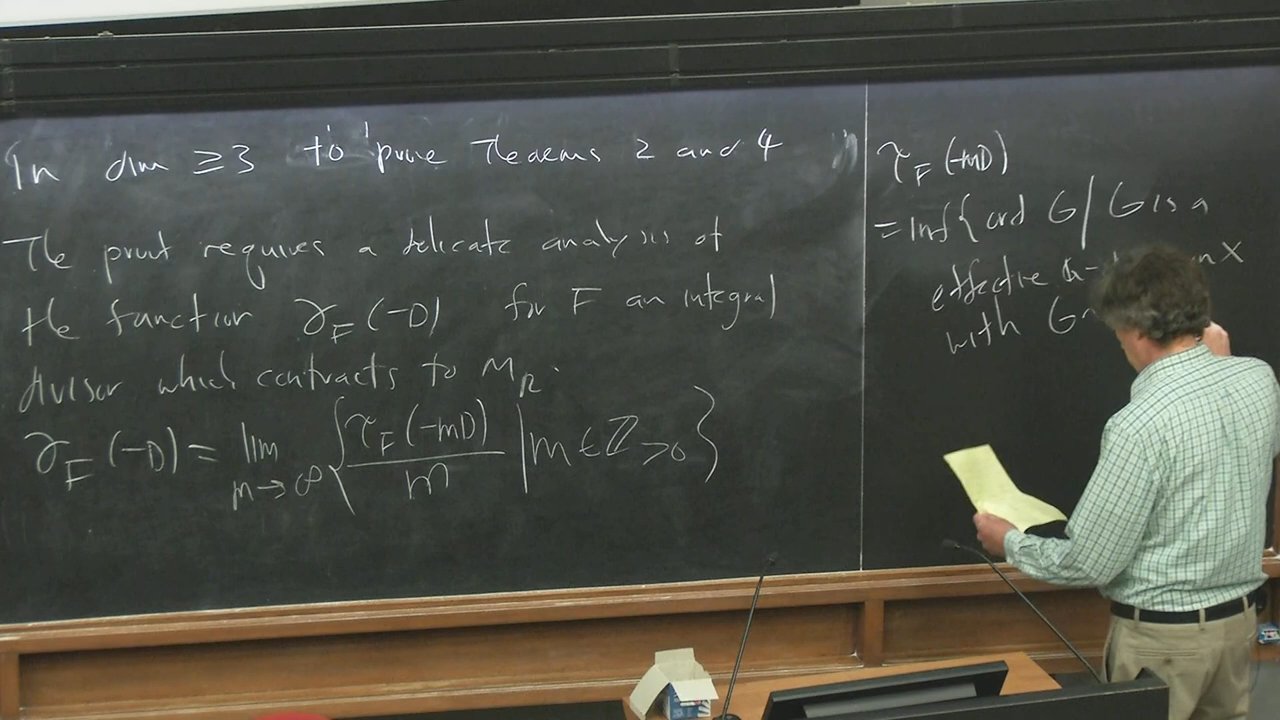 In dim ≥3 to prove Theorems 2 and 4
The proof requires a delicate analysis of
the function γ_F(-D) for F an integral
divisor which contracts to m_R.
γ_F(-D) = lim_{m→∞} { τ_F(-mD) / m | m ∈ ℤ_{>0} }
τ_F(-mD)
= inf { ord G / G is a
effective on X
with G